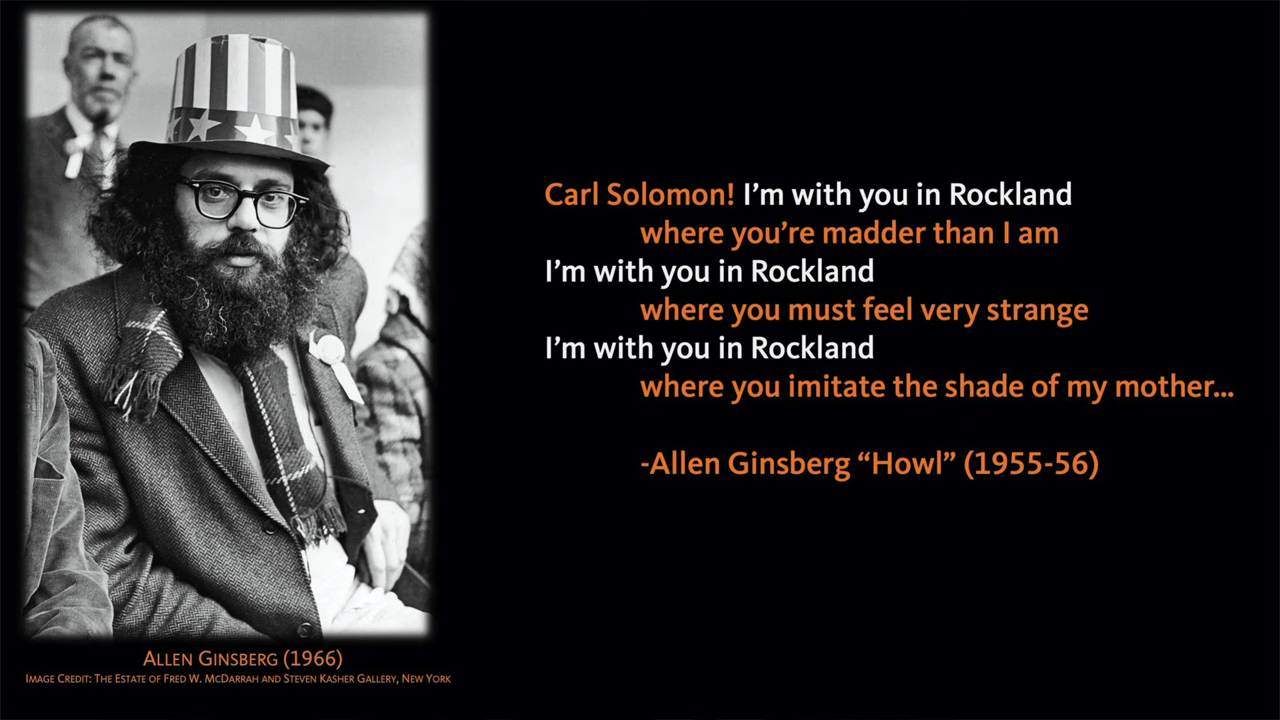 Carl Solomon! I’m with you in Rockland
where you’re madder than I am
I’m with you in Rockland
where you must feel very strange
I’m with you in Rockland
where you imitate the shade of my mother...
-Allen Ginsberg “Howl” (1955-56)
Allen Ginsberg (1966)
Image Credit: The Estate of Fred W. McDarrah and Steven Kasher Gallery, New York